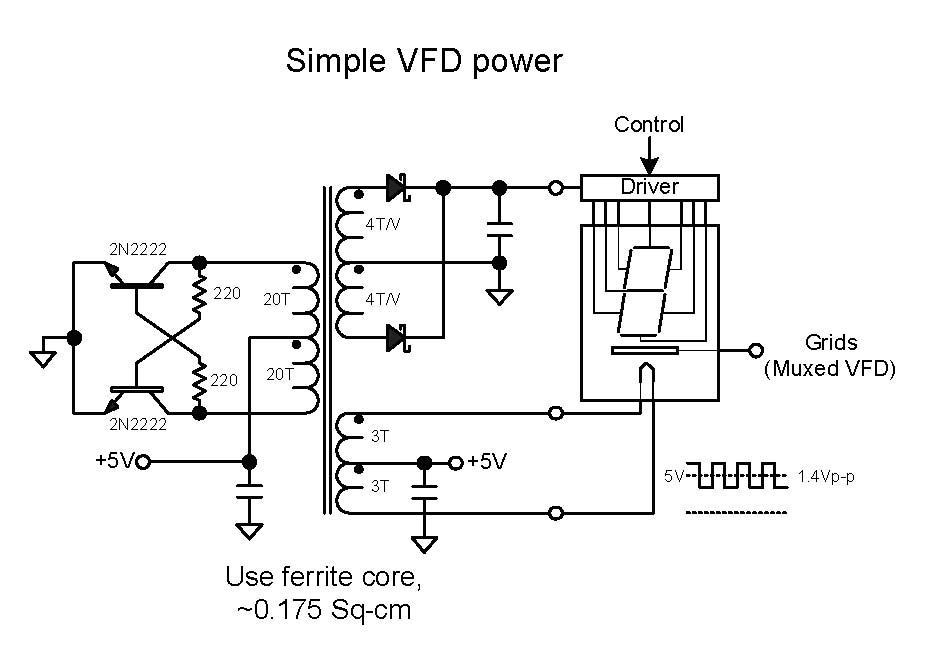 Simple VFD power
Control
Driver
4T/V
2N2222
220
20T
4T/V
20T
220
2N2222
Grids
(Muxed VFD)
3T
+5V
+5V
3T
5V
1.4Vp-p
Use ferrite core,
~0.175 Sq-cm